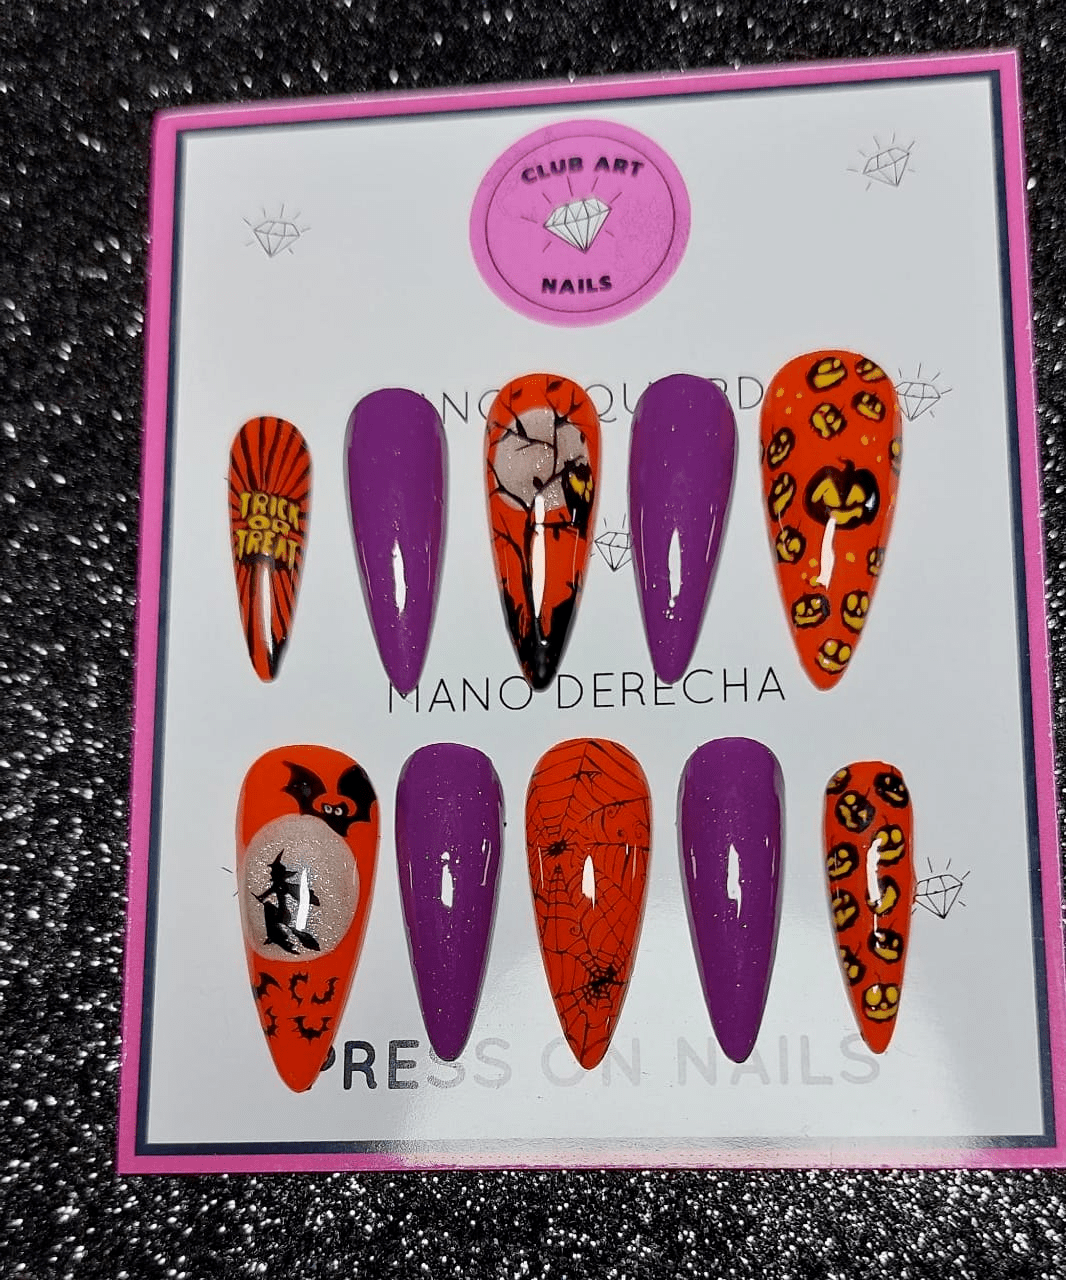 CLUB ART
NAILS
TRICK
OR
TREAT
MANO DERECHA
PRESS ON NAILS